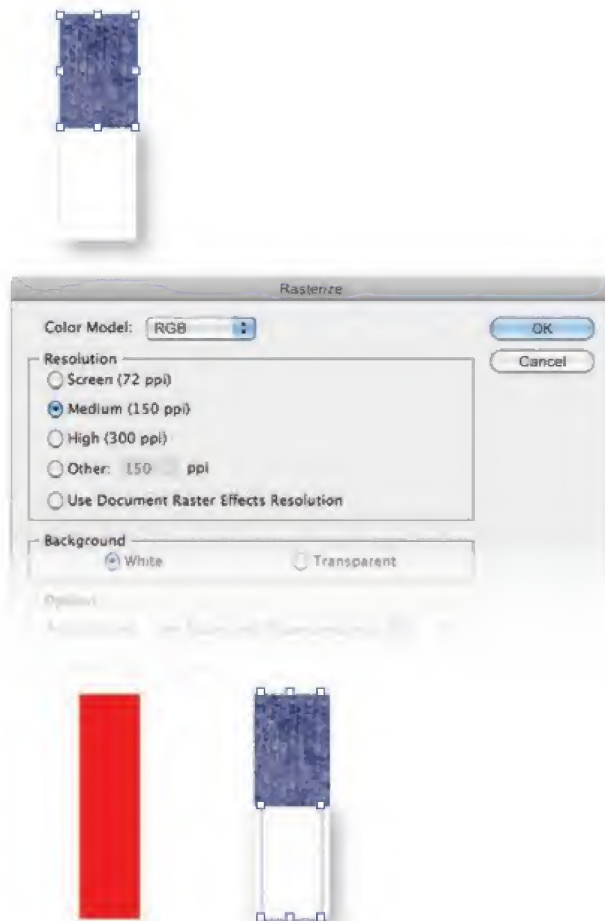 Rasterize
Color Model: RGB
OK
Resolution
Cancel
Screen (72 ppi)
Medium (150 ppi)
High (300 ppi)
Other: 150 ppi
Use Document Raster Effects Resolution
Background
White Transparent
Options